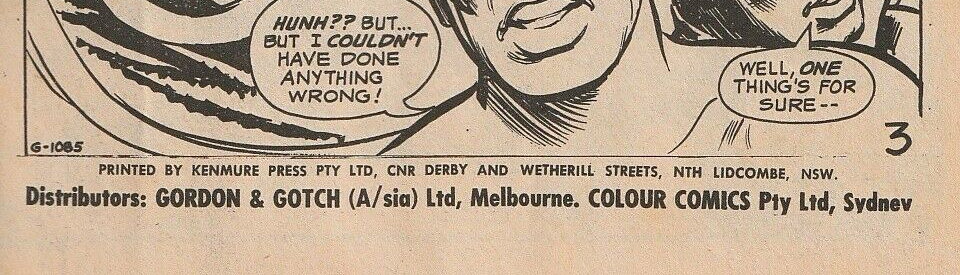 HUNH?? BUT...
BUT I COULDN'T
HAVE DONE
ANYTHING
WRONG!
WELL, ONE
THING'S FOR
SURE--
G-1085
3
PRINTED BY KENMURE PRESS PTY LTD, CNR DERBY AND WETHERILL STREETS, NTH LIDCOMBE, NSW.
Distributors: GORDON & GOTCH (A/sia) Ltd, Melbourne. COLOUR COMICS Pty Ltd, Sydney